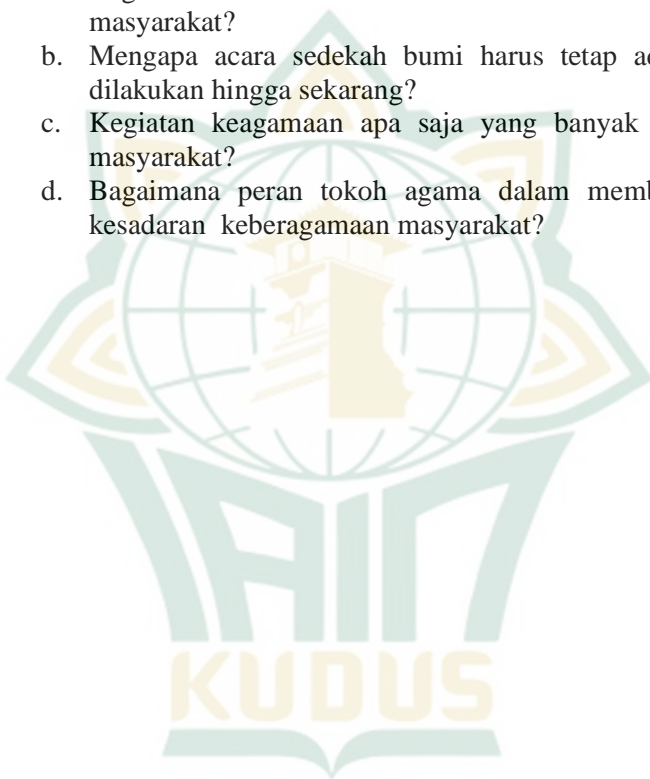 masyarakat?
b. Mengapa acara sedekah bumi harus tetap
dilakukan hingga sekarang?
c. Kegiatan keagamaan apa saja yang banyak
masyarakat?
d. Bagaimana peran tokoh agama dalam
kesadaran keberagamaan masyarakat?
IAIN
KUDUS